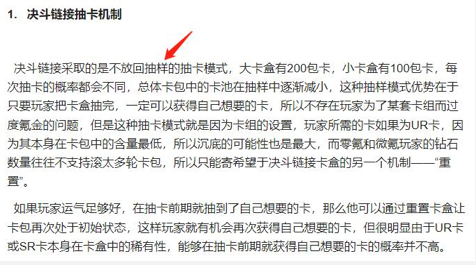 1. 决斗链接抽卡机制
决斗链接采取的是不放回抽样的抽卡模式，大卡盒有200包卡，小卡盒有100包卡，每
次抽卡的概率都会不同，总体卡包中的卡池在抽样中逐渐减小，这种抽样模式优势在于
只要玩家把卡盒抽完，一定可以获得自己想要的卡，所以不存在玩家为了某套卡组而过
度氪金的问题，但是这种抽卡模式就是因为卡组的设置，玩家所需的卡如果为UR卡，因
为其本身在卡包中的含量最低，所以沉底的可能性也是最大，而零氪和微氪玩家的钻石
数量往往不支持滚太多轮卡包，所以只能寄希望于决斗链接卡盒的另一个机制——“重
置”。
如果玩家运气足够好，在抽卡前期就抽到了自己想要的卡，那么他可以通过重置卡盒让
卡包再次处于初始状态，这样玩家就有机会再次获得自己想要的卡，但很明显由于UR卡
或SR卡本身在卡盒中的稀有性，能够在抽卡前期就获得自己想要的卡的概率并不高。